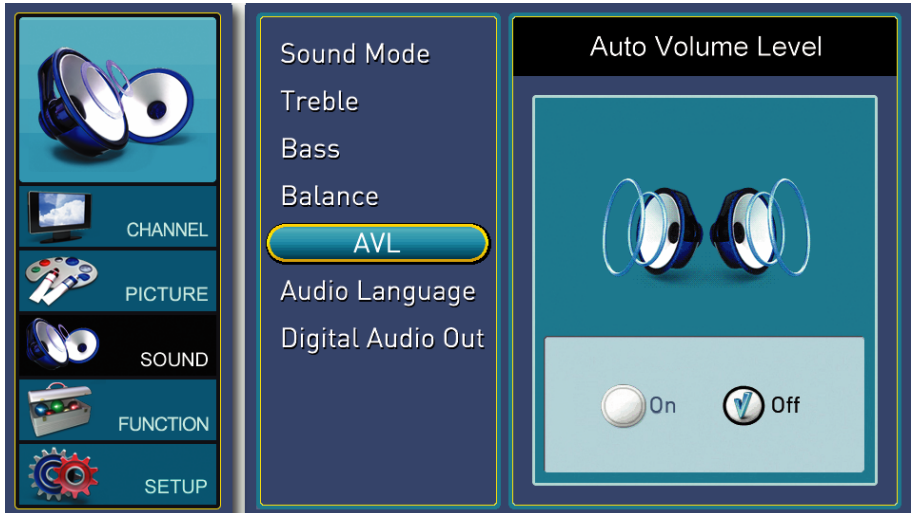 CHANNEL
PICTURE
SOUND
FUNCTION
SETUP
Sound Mode
Treble
Bass
Balance
AVL
Audio Language
Digital Audio Out
Auto Volume Level
On
Off